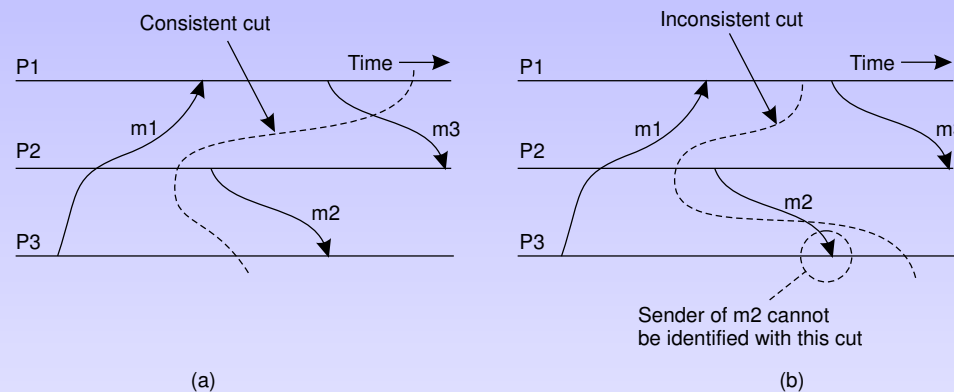 Consistent cut
Time
P1
m1
m3
P2
m2
P3
(a)
Inconsistent cut
Time
P1
m1
P2
m2
P3
Sender of m2 cannot
be identified with this cut
(b)